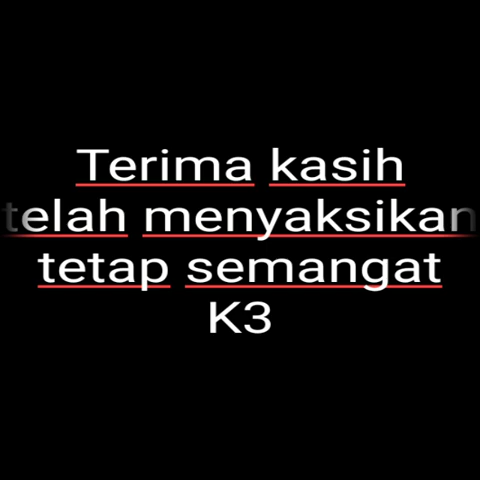 Terima kasih
telah menyaksikan
tetap semangat
K3